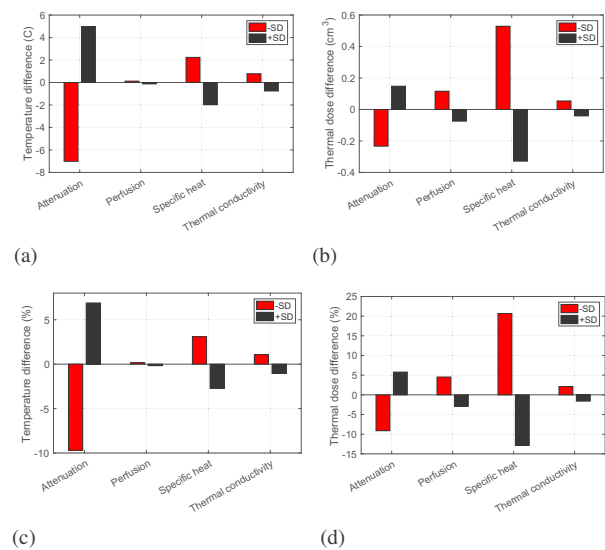 Temperature difference (C)
6
4
2
0
-2
-4
-6
-8
-SD
+SD
Attenuation
Perfusion
Specific heat
Thermal conductivity
(a)
Thermal dose difference (cm³)
0.6
0.4
0.2
0
-0.2
-0.4
-SD
+SD
Attenuation
Perfusion
Specific heat
Thermal conductivity
(b)
Temperature difference (%)
5
0
-5
-10
-SD
+SD
Attenuation
Perfusion
Specific heat
Thermal conductivity
(c)
Thermal dose difference (%)
25
20
15
10
5
0
-5
-10
-15
-SD
+SD
Attenuation
Perfusion
Specific heat
Thermal conductivity
(d)